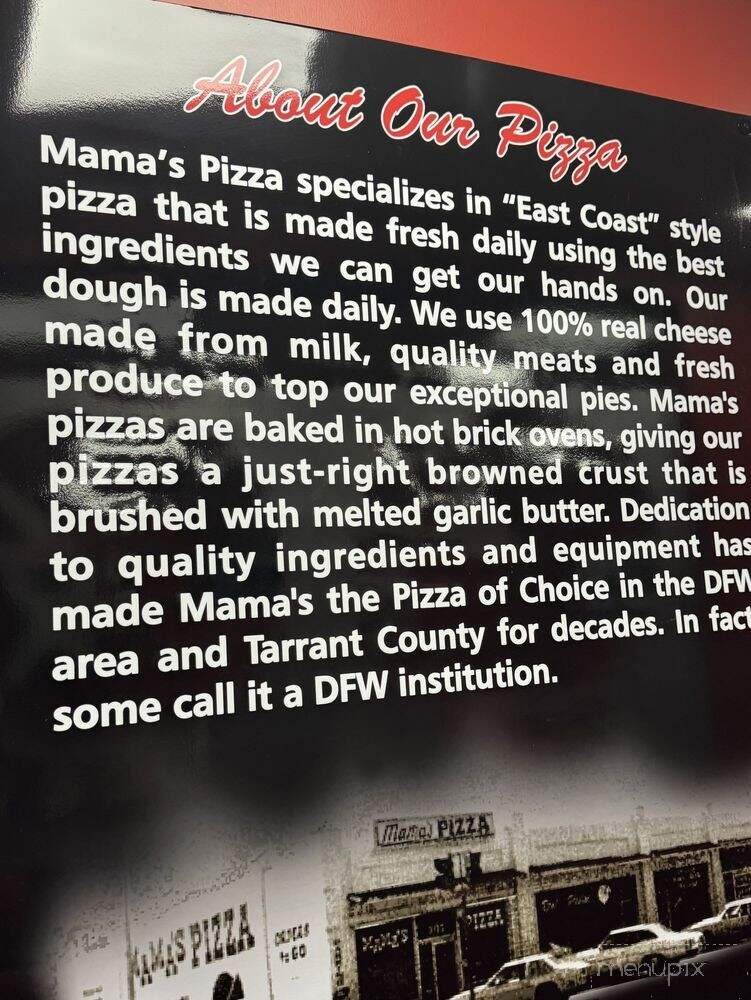 About Our Pizza
Mama's Pizza specializes in "East Coast" style
pizza that is made fresh daily using the best
ingredients we can get our hands on. Our
dough is made daily. We use 100% real cheese
made from milk, quality meats and fresh
produce to top our exceptional pies. Mama's
pizzas are baked in hot brick ovens, giving our
pizzas a just-right browned crust that is
brushed with melted garlic butter. Dedication
to quality ingredients and equipment has
made Mama's the Pizza of Choice in the DFW
area and Tarrant County for decades. In fact
some call it a DFW institution.
Mama's PIZZA
MAMA'S PIZZA
ORDERS
to GO
MAMA'S
PIZZA
menupix